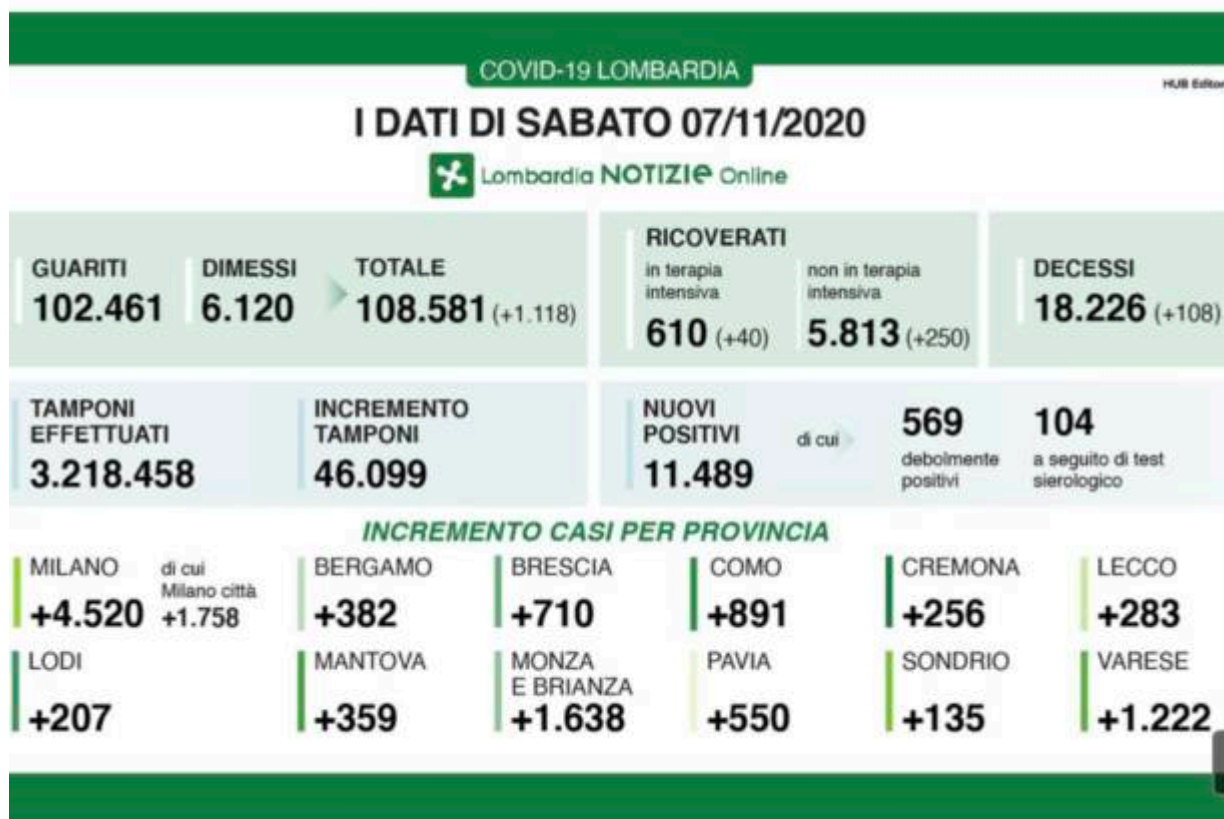 COVID-19 LOMBARDIA
HUB Editor
I DATI DI SABATO 07/11/2020
Lombardia NOTIZIE Online
GUARITI
102.461
DIMESSI
6.120
TOTALE
108.581 (+1.118)
RICOVERATI
in terapia
intensiva
610 (+40)
non in terapia
intensiva
5.813 (+250)
DECESSI
18.226 (+108)
TAMPONI
EFFETTUATI
3.218.458
INCREMENTO
TAMPONI
46.099
NUOVI
POSITIVI
11.489
di cui
569
debolmente
positivi
104
a seguito di test
sierologico
INCREMENTO CASI PER PROVINCIA
MILANO
+4.520
di cui
Milano città
+1.758
BERGAMO
+382
BRESCIA
+710
COMO
+891
CREMONA
+256
LECCO
+283
LODI
+207
MANTOVA
+359
MONZA
E BRIANZA
+1.638
PAVIA
+550
SONDRIO
+135
VARESE
+1.222